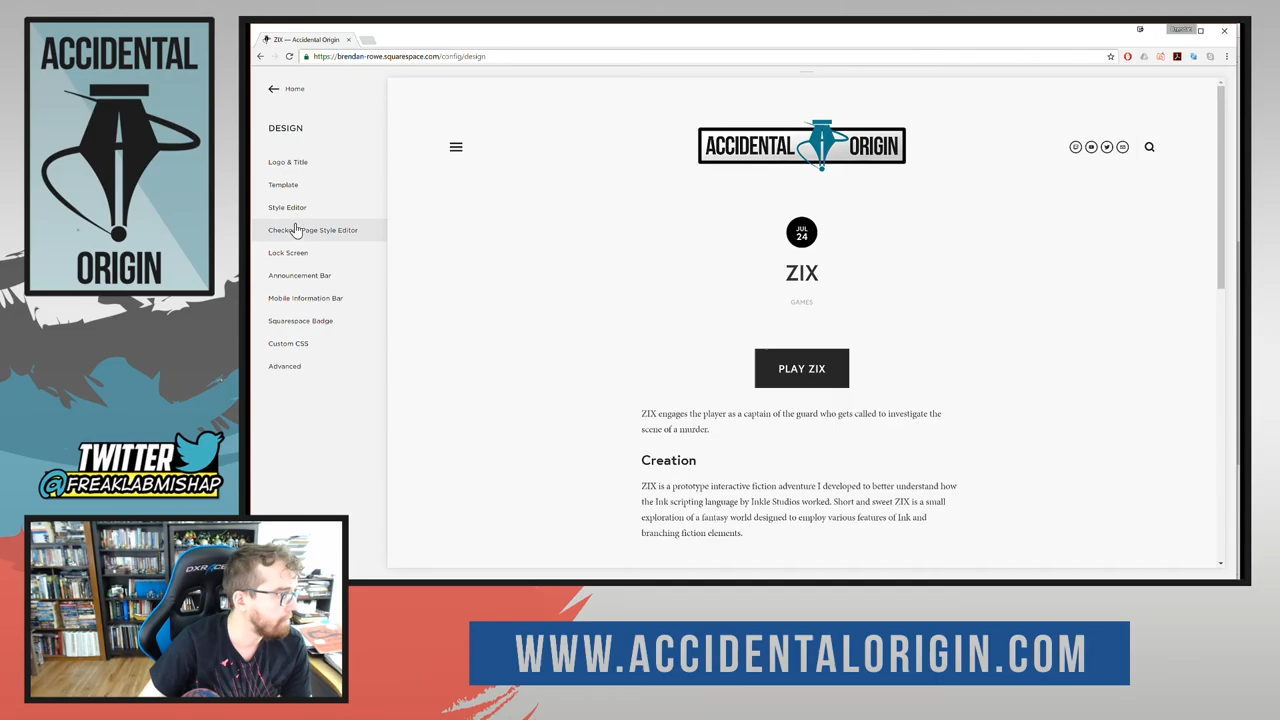 ACCIDENTAL
ORIGIN
ZIX — Accidental Origin
https://brendan-rowe.squarespace.com/config/design
Home
DESIGN
Logo & Title
Template
Style Editor
Checkout Page Style Editor
Lock Screen
Announcement Bar
Mobile Information Bar
Squarespace Badge
Custom CSS
Advanced
ACCIDENTAL ORIGIN
JUL
24
ZIX
GAMES
PLAY ZIX
ZIX engages the player as a captain of the guard who gets called to investigate the
scene of a murder.
Creation
ZIX is a prototype interactive fiction adventure I developed to better understand how
the Ink scripting language by Inkle Studios worked. Short and sweet ZIX is a small
exploration of a fantasy world designed to employ various features of Ink and
branching fiction elements.
TWITTER
@FREAKLABMISHAP
DXRACER
WWW.ACCIDENTALORIGIN.COM